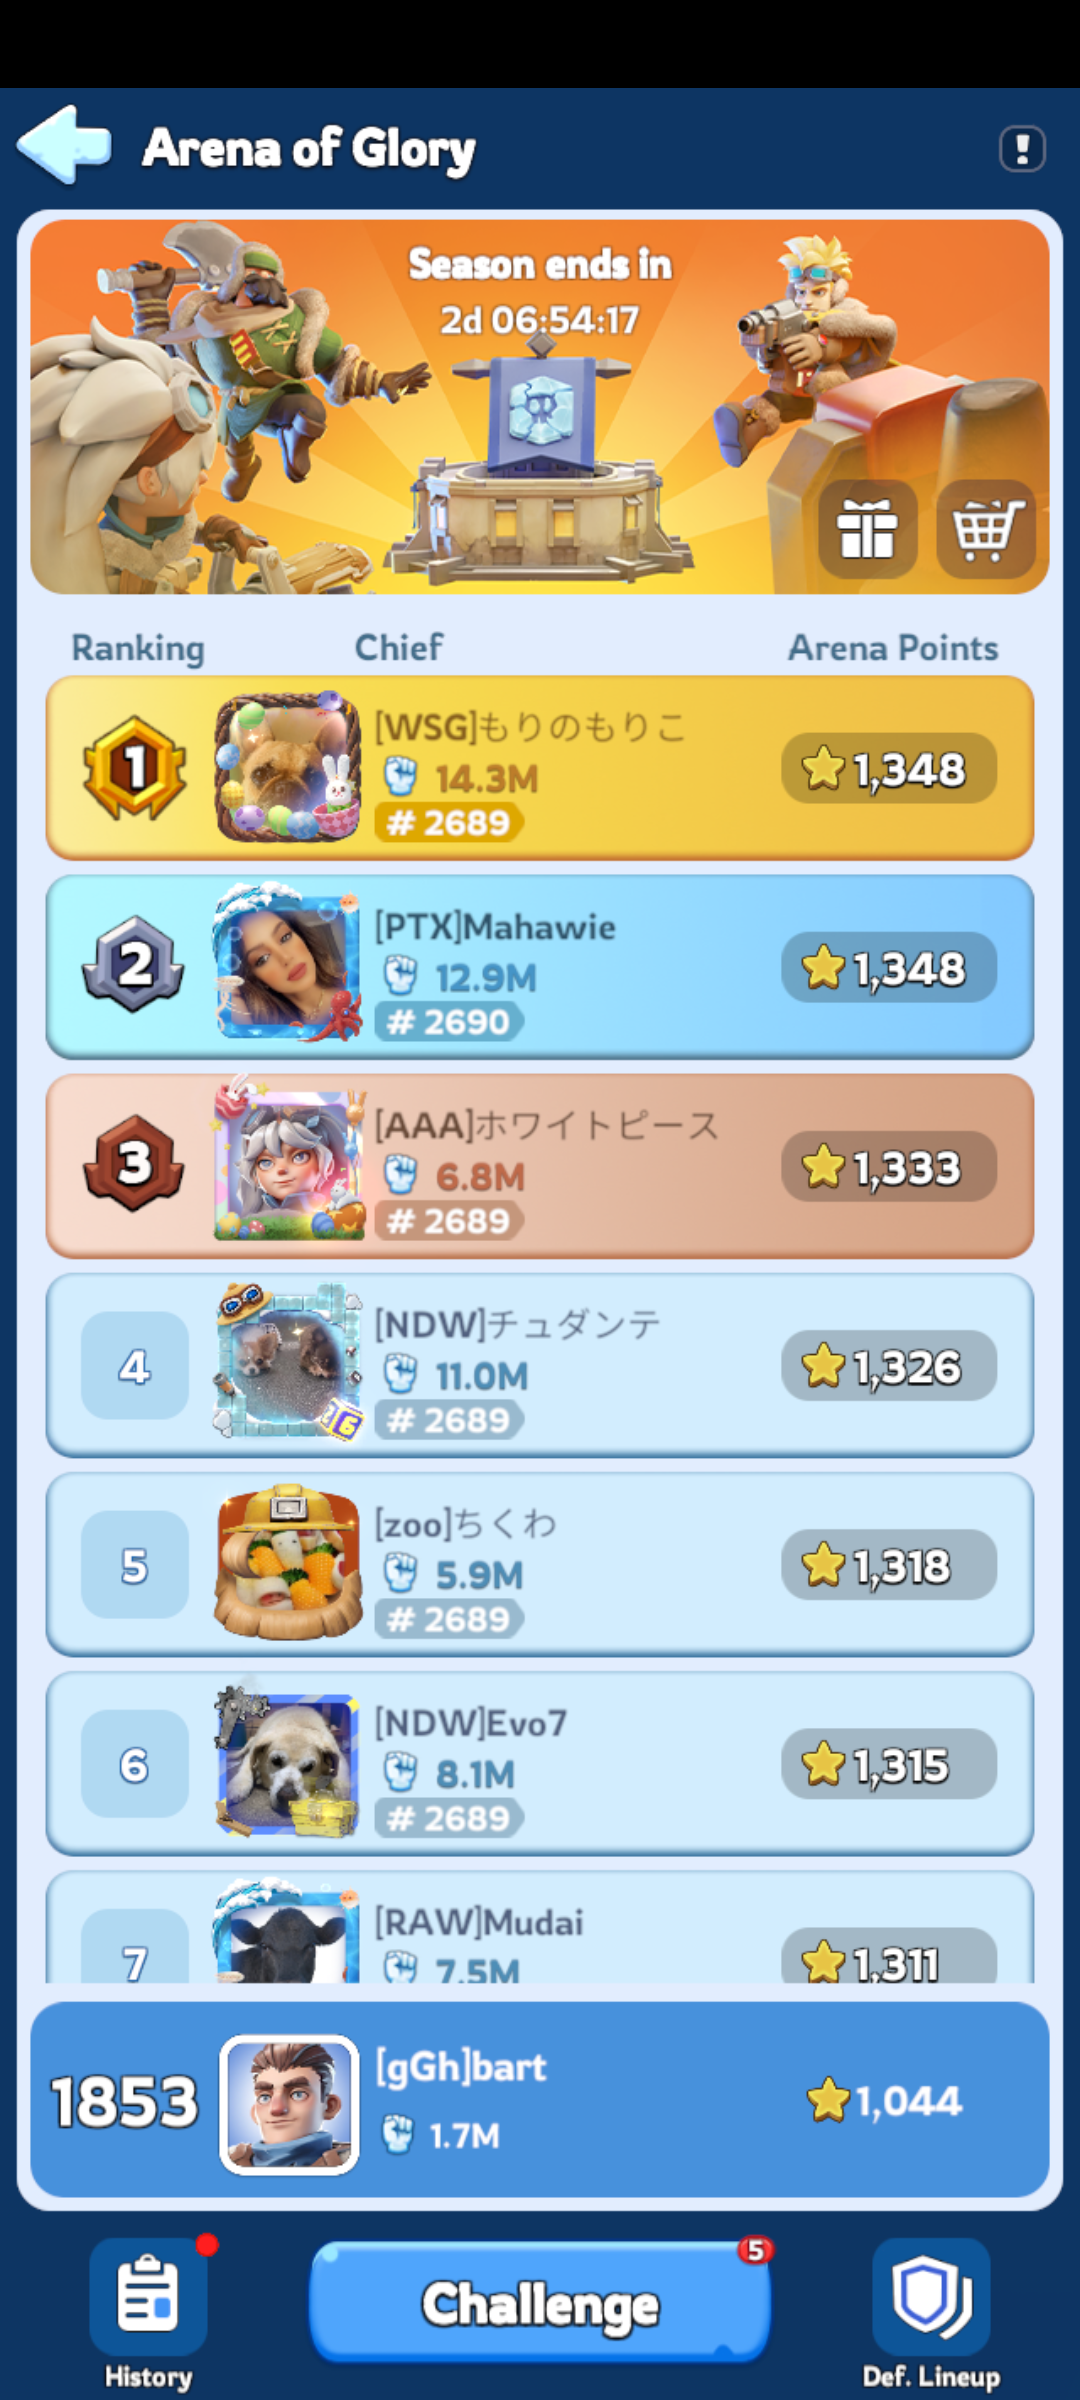 Arena of Glory
Season ends in
2d 06:54:17
Ranking Chief Arena Points
1
[WSG]もりのもりこ
14.3M
# 2689
1,348
2
[PTX]Mahawie
12.9M
# 2690
1,348
3
[AAA]ホワイトピース
6.8M
# 2689
1,333
4
[NDW]チュダンテ
11.0M
# 2689
1,326
5
[zoo]ちくわ
5.9M
# 2689
1,318
6
[NDW]Evo7
8.1M
# 2689
1,315
7
[RAW]Mudai
7.5M
1,311
1853
[gGh]bart
1.7M
1,044
History
Challenge
5
Def. Lineup